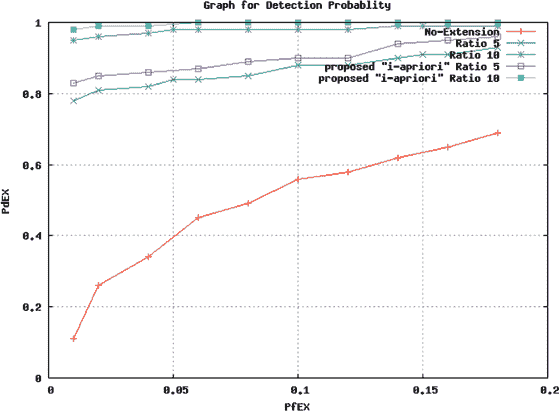 Graph for Detection Probablity
1
0.8
0.6
0.4
0.2
0
PdEX
No-Extension
Ratio 5
Ratio 10
proposed "i-apriori" Ratio 5
proposed "i-apriori" Ratio 10
0
0.05
0.1
0.15
0.2
PfEX